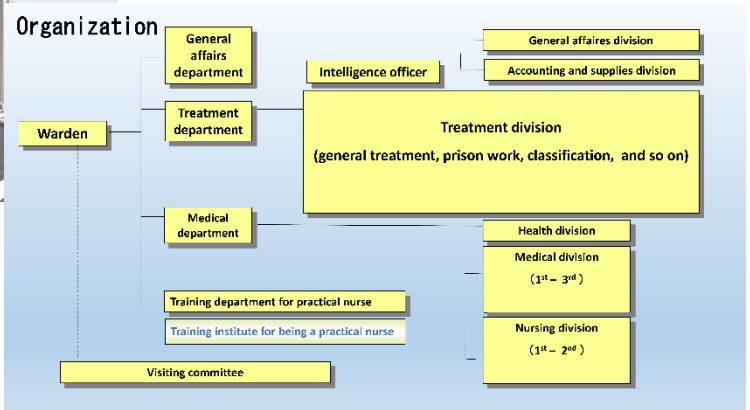 Organization
General
affairs
department
Intelligence officer
General affaires division
Accounting and supplies division
Warden
Treatment
department
Treatment division
(general treatment, prison work, classification, and so on)
Medical
department
Health division
Medical division
(1st – 3rd)
Training department for practical nurse
Training institute for being a practical nurse
Nursing division
(1st – 2nd)
Visiting committee